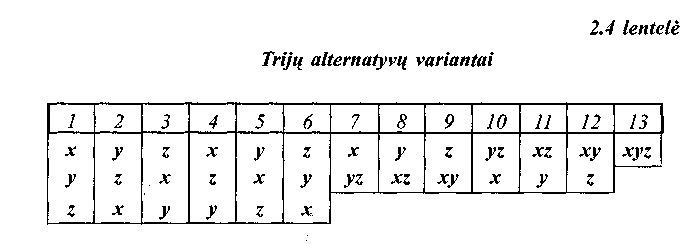 2.4 lentelė
Trijų alternatyvų variantai
1 2 3 4 5 6 7 8 9 10 11 12 13
x y z x y z x y z yz xz xy xyz
y z x z x y yz xz xy x y z
z x y y z x